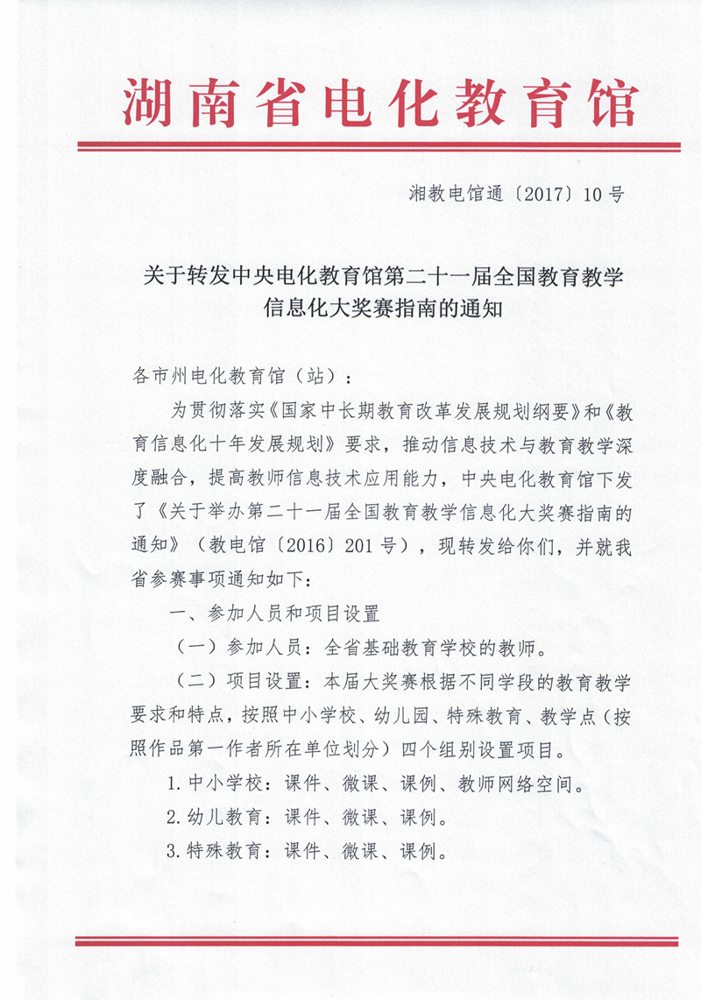 湖南省电化教育馆
湘教电馆通〔2017〕10号
关于转发中央电化教育馆第二十一届全国教育教学
信息化大奖赛指南的通知
各市州电化教育馆（站）：
为贯彻落实《国家中长期教育改革发展规划纲要》和《教
育信息化十年发展规划》要求，推动信息技术与教育教学深
度融合，提高教师信息技术应用能力，中央电化教育馆下发
了《关于举办第二十一届全国教育教学信息化大奖赛指南的
通知》（教电馆〔2016〕201号），现转发给你们，并就我
省参赛事项通知如下：
一、参加人员和项目设置
（一）参加人员：全省基础教育学校的教师。
（二）项目设置：本届大奖赛根据不同学段的教育教学
要求和特点，按照中小学校、幼儿园、特殊教育、教学点（按
照作品第一作者所在单位划分）四个组别设置项目。
1.中小学校：课件、微课、课例、教师网络空间。
2.幼儿教育：课件、微课、课例。
3.特殊教育：课件、微课、课例。